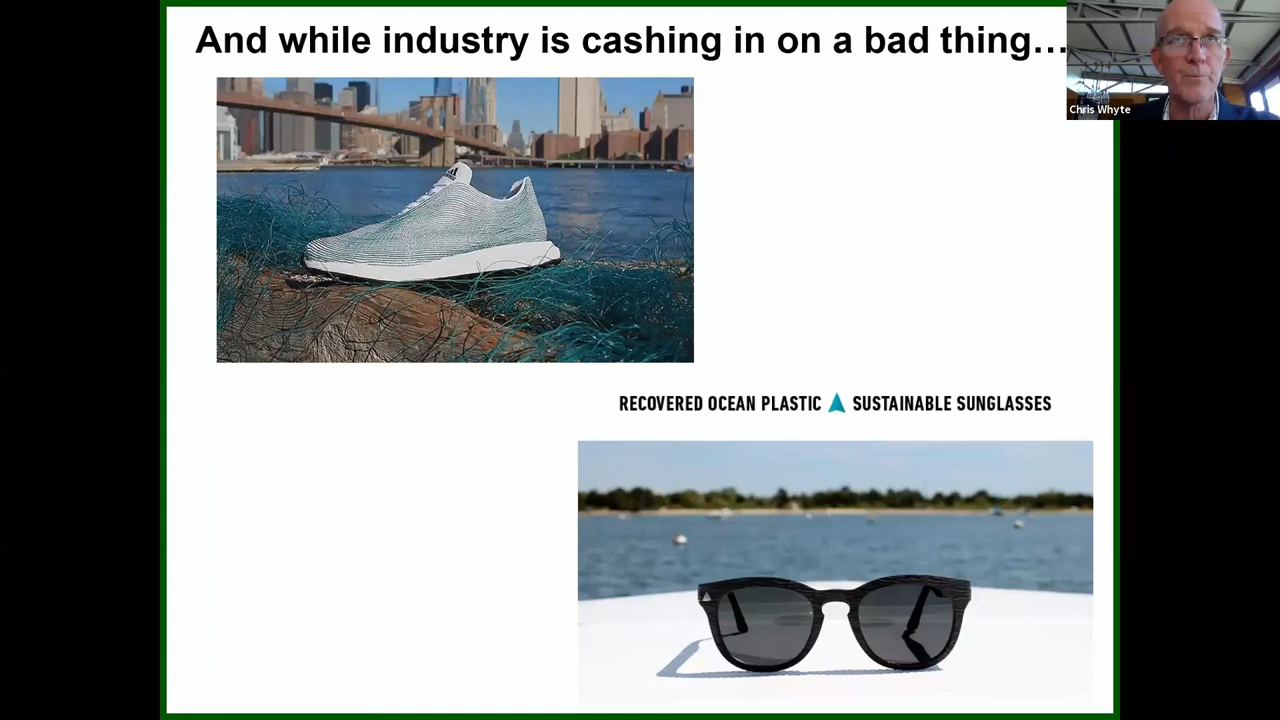 And while industry is cashing in on a bad thing…
Chris Whyte
RECOVERED OCEAN PLASTIC SUSTAINABLE SUNGLASSES